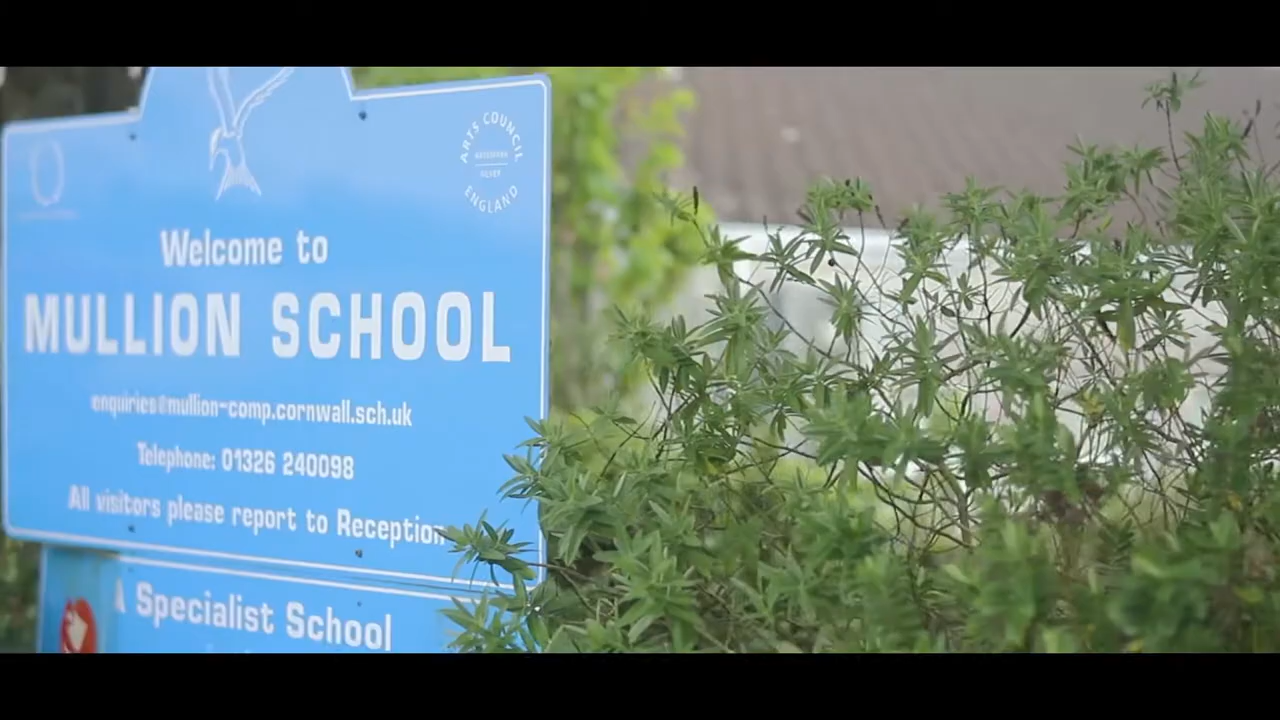 ARTS COUNCIL
ENGLAND
Welcome to
MULLION SCHOOL
enquiries@mullion-comp.cornwall.sch.uk
Telephone: 01326 240098
All visitors please report to Reception
A Specialist School